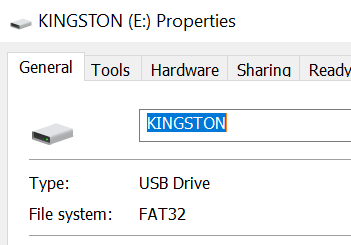 KINGSTON (E:) Properties
General Tools Hardware Sharing Ready
KINGSTON
Type: USB Drive
File system: FAT32